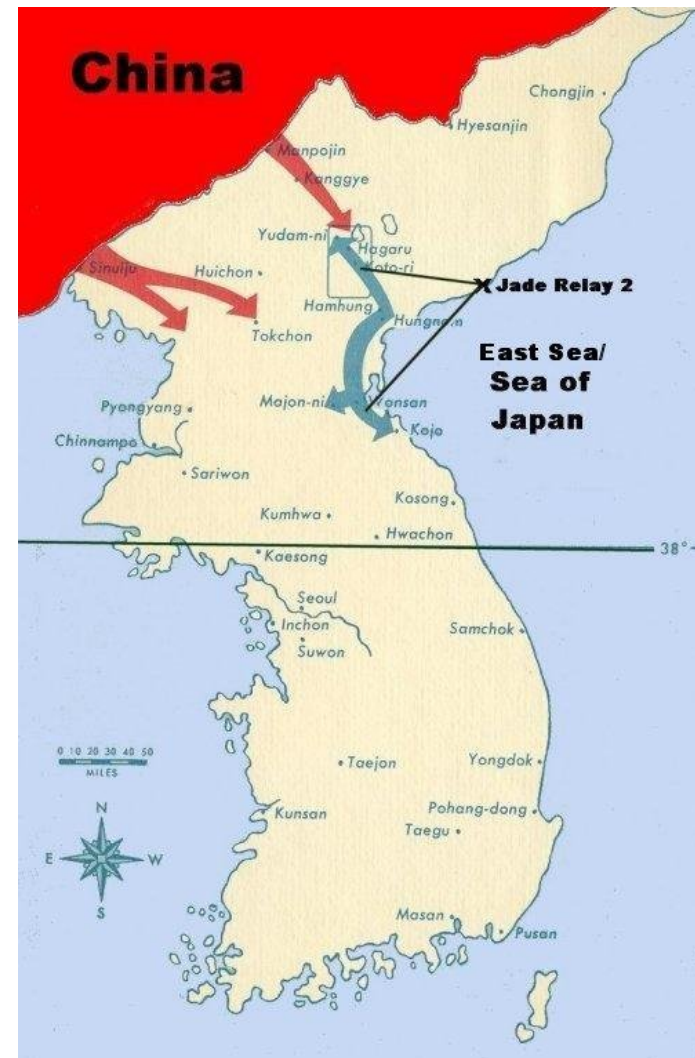 China
Chongjin
Hyesanjin
Manpojin
Kanggye
Yudam-ni
Hagaru
Koto-ri
Sinuiju
Huichon
Jade Relay 2
Hamhung
Hungnam
Tokchon
East Sea/
Sea of
Japan
Majon-ni
Wonsan
Pyongyang
Kojo
Chinnampo
Sariwon
Kosong
Kumhwa
Hwachon
38°
Kaesong
Seoul
Inchon
Samchok
Suwon
0 10 20 30 40 50
MILES
Taejon
Yongdok
N
Pohang-dong
Kunsan
Taegu
E W
S
Masan
Pusan